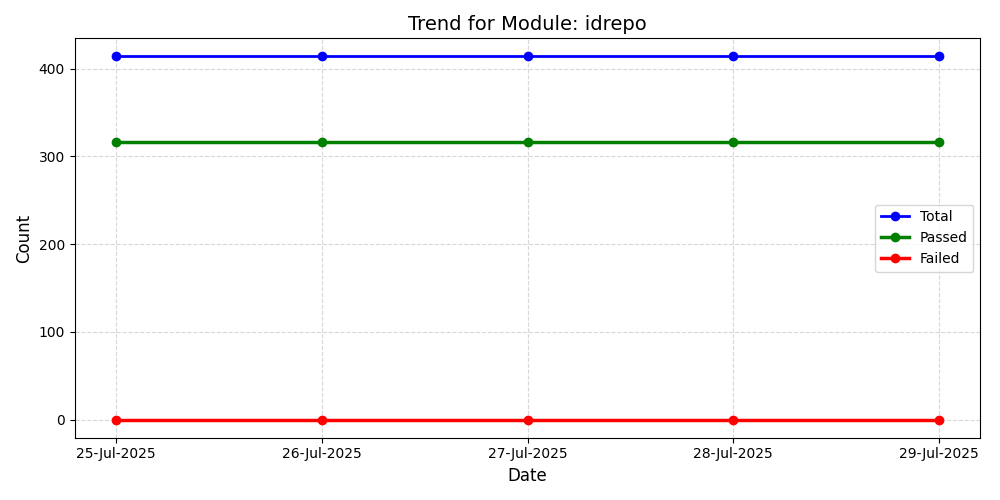 Trend for Module: idrepo
400
300
200
100
0
Count
Total
Passed
Failed
25-Jul-2025
26-Jul-2025
27-Jul-2025
28-Jul-2025
29-Jul-2025
Date